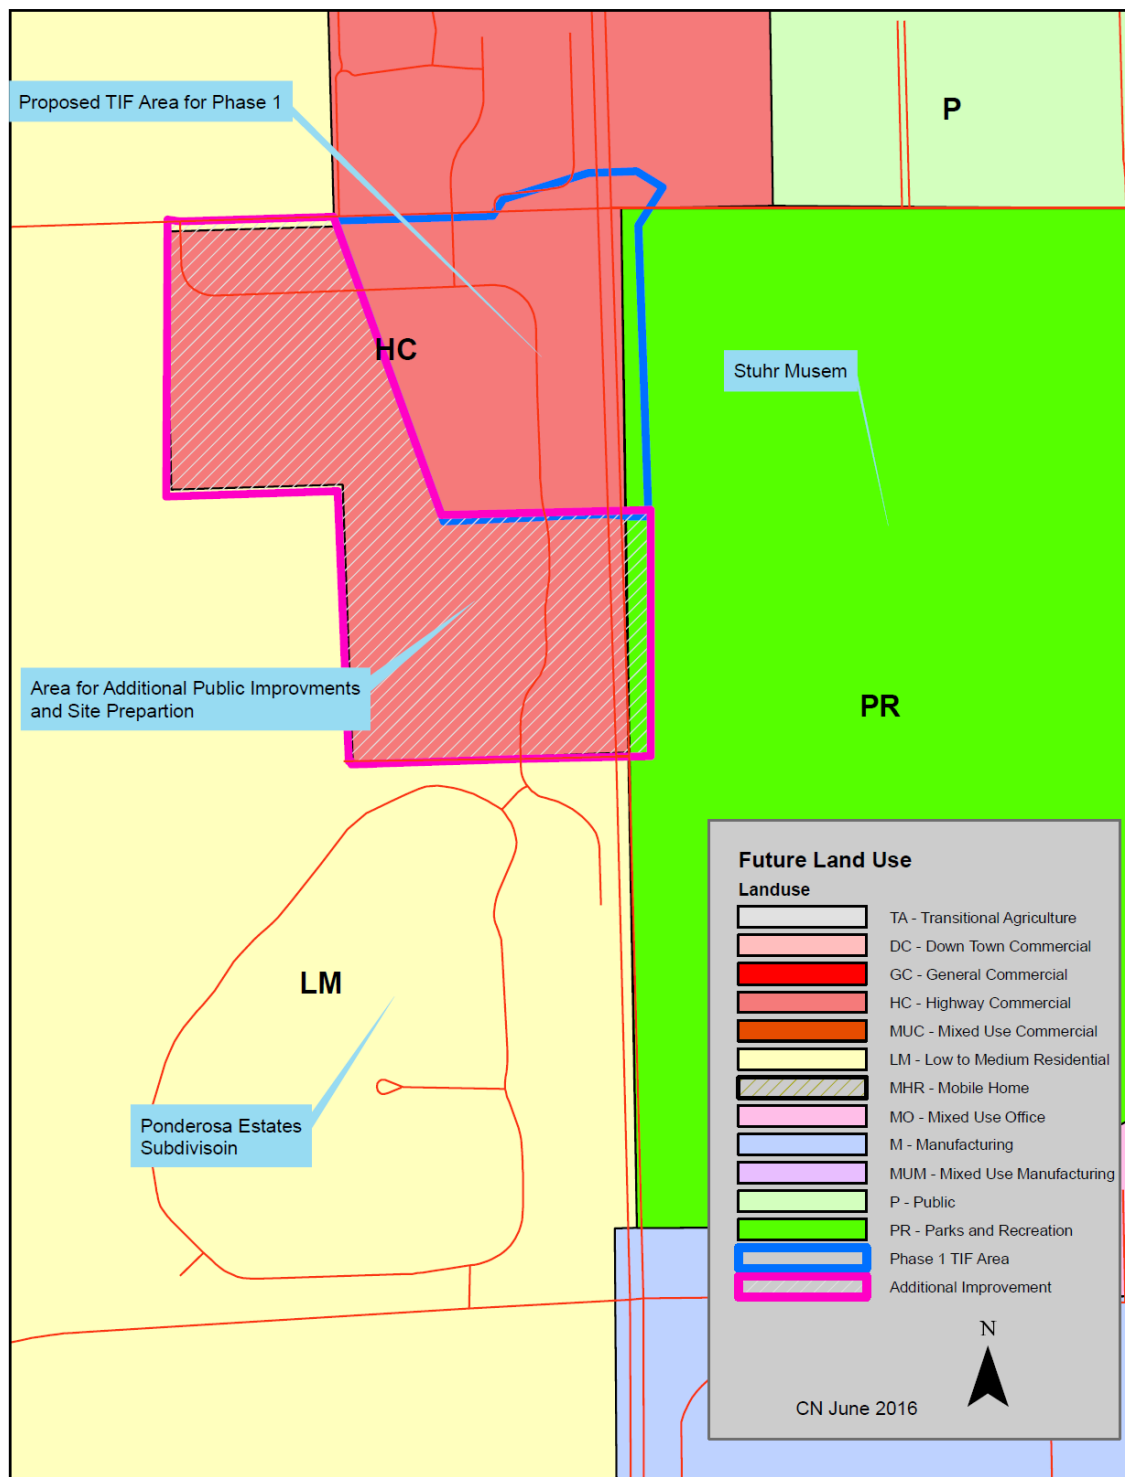 P
Proposed TIF Area for Phase 1
HC
Stuhr Musem
Area for Additional Public Improvments
and Site Prepartion
PR
LM
Ponderosa Estates
Subdivisoin
Future Land Use
Landuse
TA - Transitional Agriculture
DC - Down Town Commercial
GC - General Commercial
HC - Highway Commercial
MUC - Mixed Use Commercial
LM - Low to Medium Residential
MHR - Mobile Home
MO - Mixed Use Office
M - Manufacturing
MUM - Mixed Use Manufacturing
P - Public
PR - Parks and Recreation
Phase 1 TIF Area
Additional Improvement
N
CN June 2016